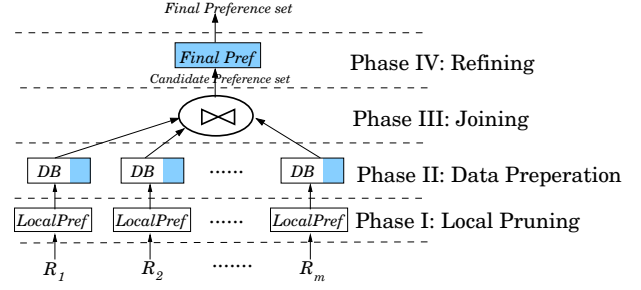 Final Preference set
Final Pref
Phase IV: Refining
Candidate Preference set
⋈
Phase III: Joining
DB DB ...... DB
Phase II: Data Preperation
LocalPref LocalPref ...... LocalPref
Phase I: Local Pruning
R1 R2 ....... Rm